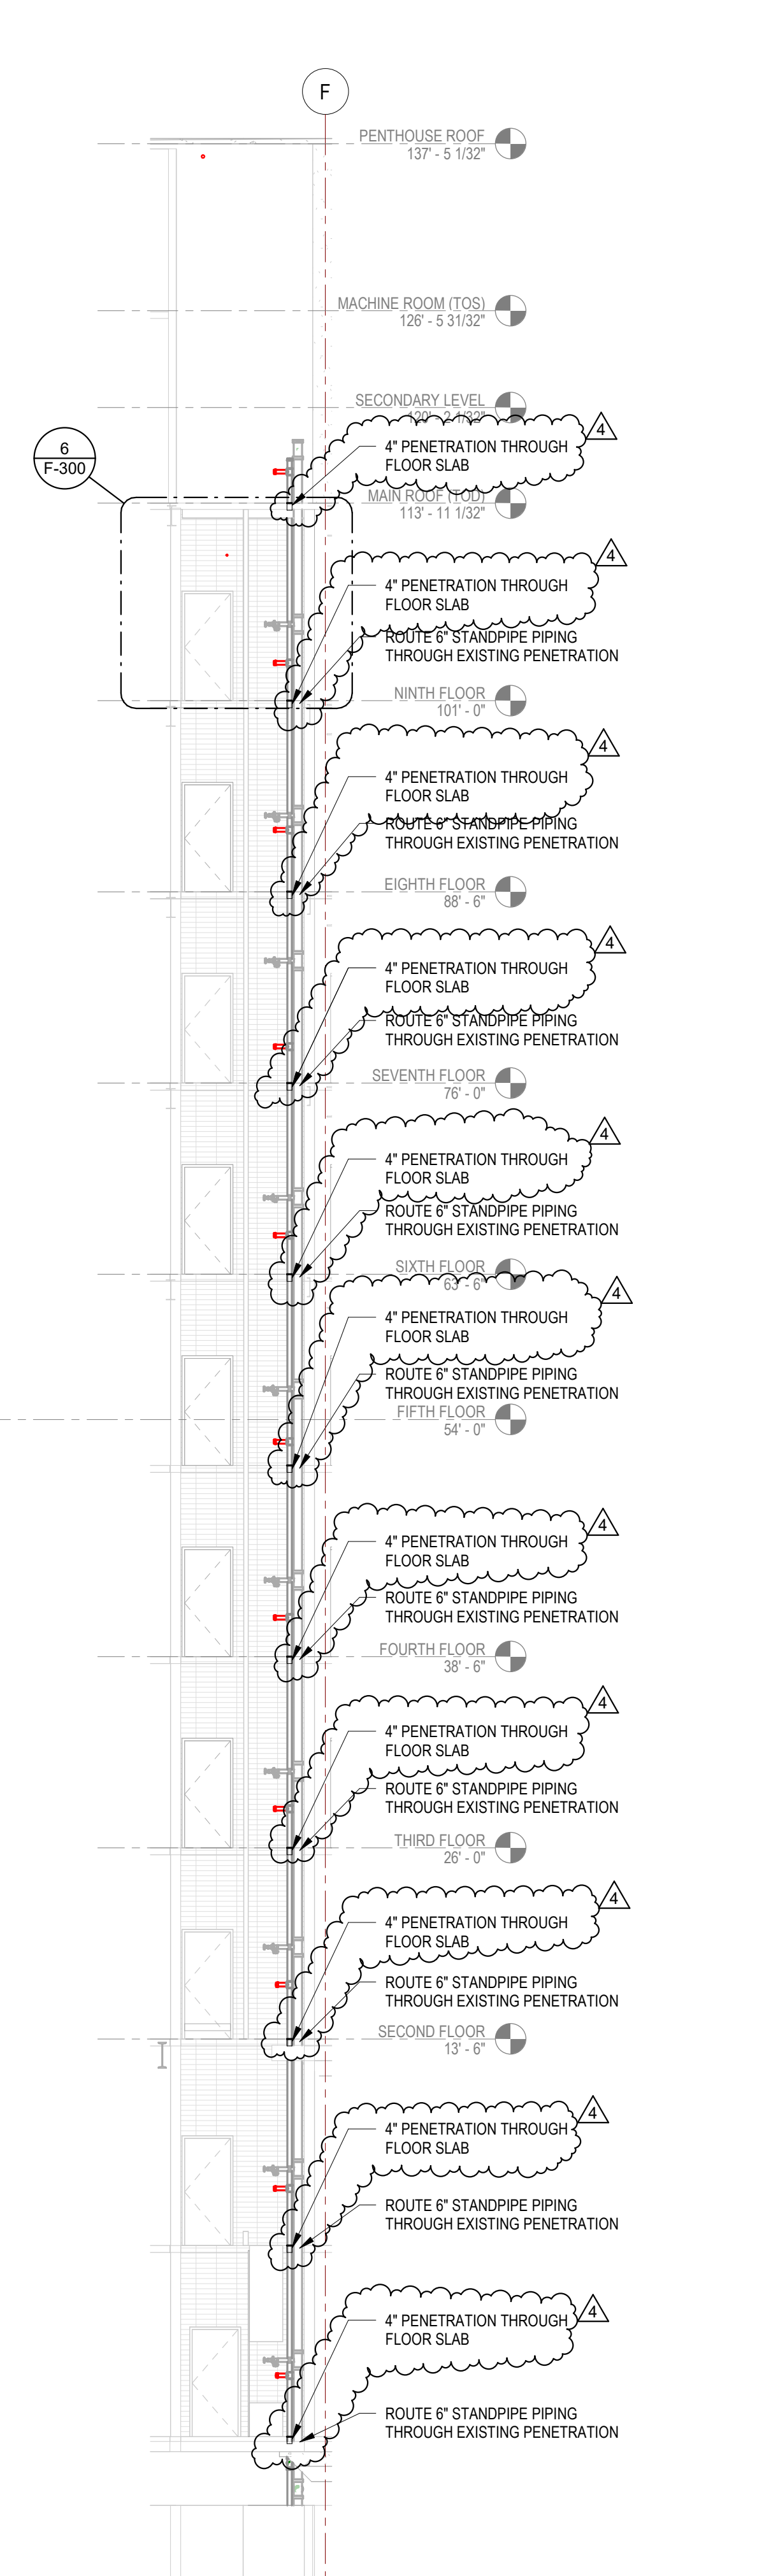 F
PENTHOUSE ROOF
137' - 5 1/32"
MACHINE ROOM (TOS)
126' - 5 31/32"
SECONDARY LEVEL
120' - 2 1/32"
4
6
F-300
4" PENETRATION THROUGH
FLOOR SLAB
MAIN ROOF (TOD)
113' - 11 1/32"
4
4" PENETRATION THROUGH
FLOOR SLAB
ROUTE 6" STANDPIPE PIPING
THROUGH EXISTING PENETRATION
NINTH FLOOR
101' - 0"
4
4" PENETRATION THROUGH
FLOOR SLAB
ROUTE 6" STANDPIPE PIPING
THROUGH EXISTING PENETRATION
EIGHTH FLOOR
88' - 6"
4
4" PENETRATION THROUGH
FLOOR SLAB
ROUTE 6" STANDPIPE PIPING
THROUGH EXISTING PENETRATION
SEVENTH FLOOR
76' - 0"
4
4" PENETRATION THROUGH
FLOOR SLAB
ROUTE 6" STANDPIPE PIPING
THROUGH EXISTING PENETRATION
SIXTH FLOOR
63' - 6"
4
4" PENETRATION THROUGH
FLOOR SLAB
ROUTE 6" STANDPIPE PIPING
THROUGH EXISTING PENETRATION
FIFTH FLOOR
54' - 0"
4
4" PENETRATION THROUGH
FLOOR SLAB
ROUTE 6" STANDPIPE PIPING
THROUGH EXISTING PENETRATION
FOURTH FLOOR
38' - 6"
4
4" PENETRATION THROUGH
FLOOR SLAB
ROUTE 6" STANDPIPE PIPING
THROUGH EXISTING PENETRATION
THIRD FLOOR
26' - 0"
4
4" PENETRATION THROUGH
FLOOR SLAB
ROUTE 6" STANDPIPE PIPING
THROUGH EXISTING PENETRATION
SECOND FLOOR
13' - 6"
4
4" PENETRATION THROUGH
FLOOR SLAB
ROUTE 6" STANDPIPE PIPING
THROUGH EXISTING PENETRATION
4
4" PENETRATION THROUGH
FLOOR SLAB
ROUTE 6" STANDPIPE PIPING
THROUGH EXISTING PENETRATION